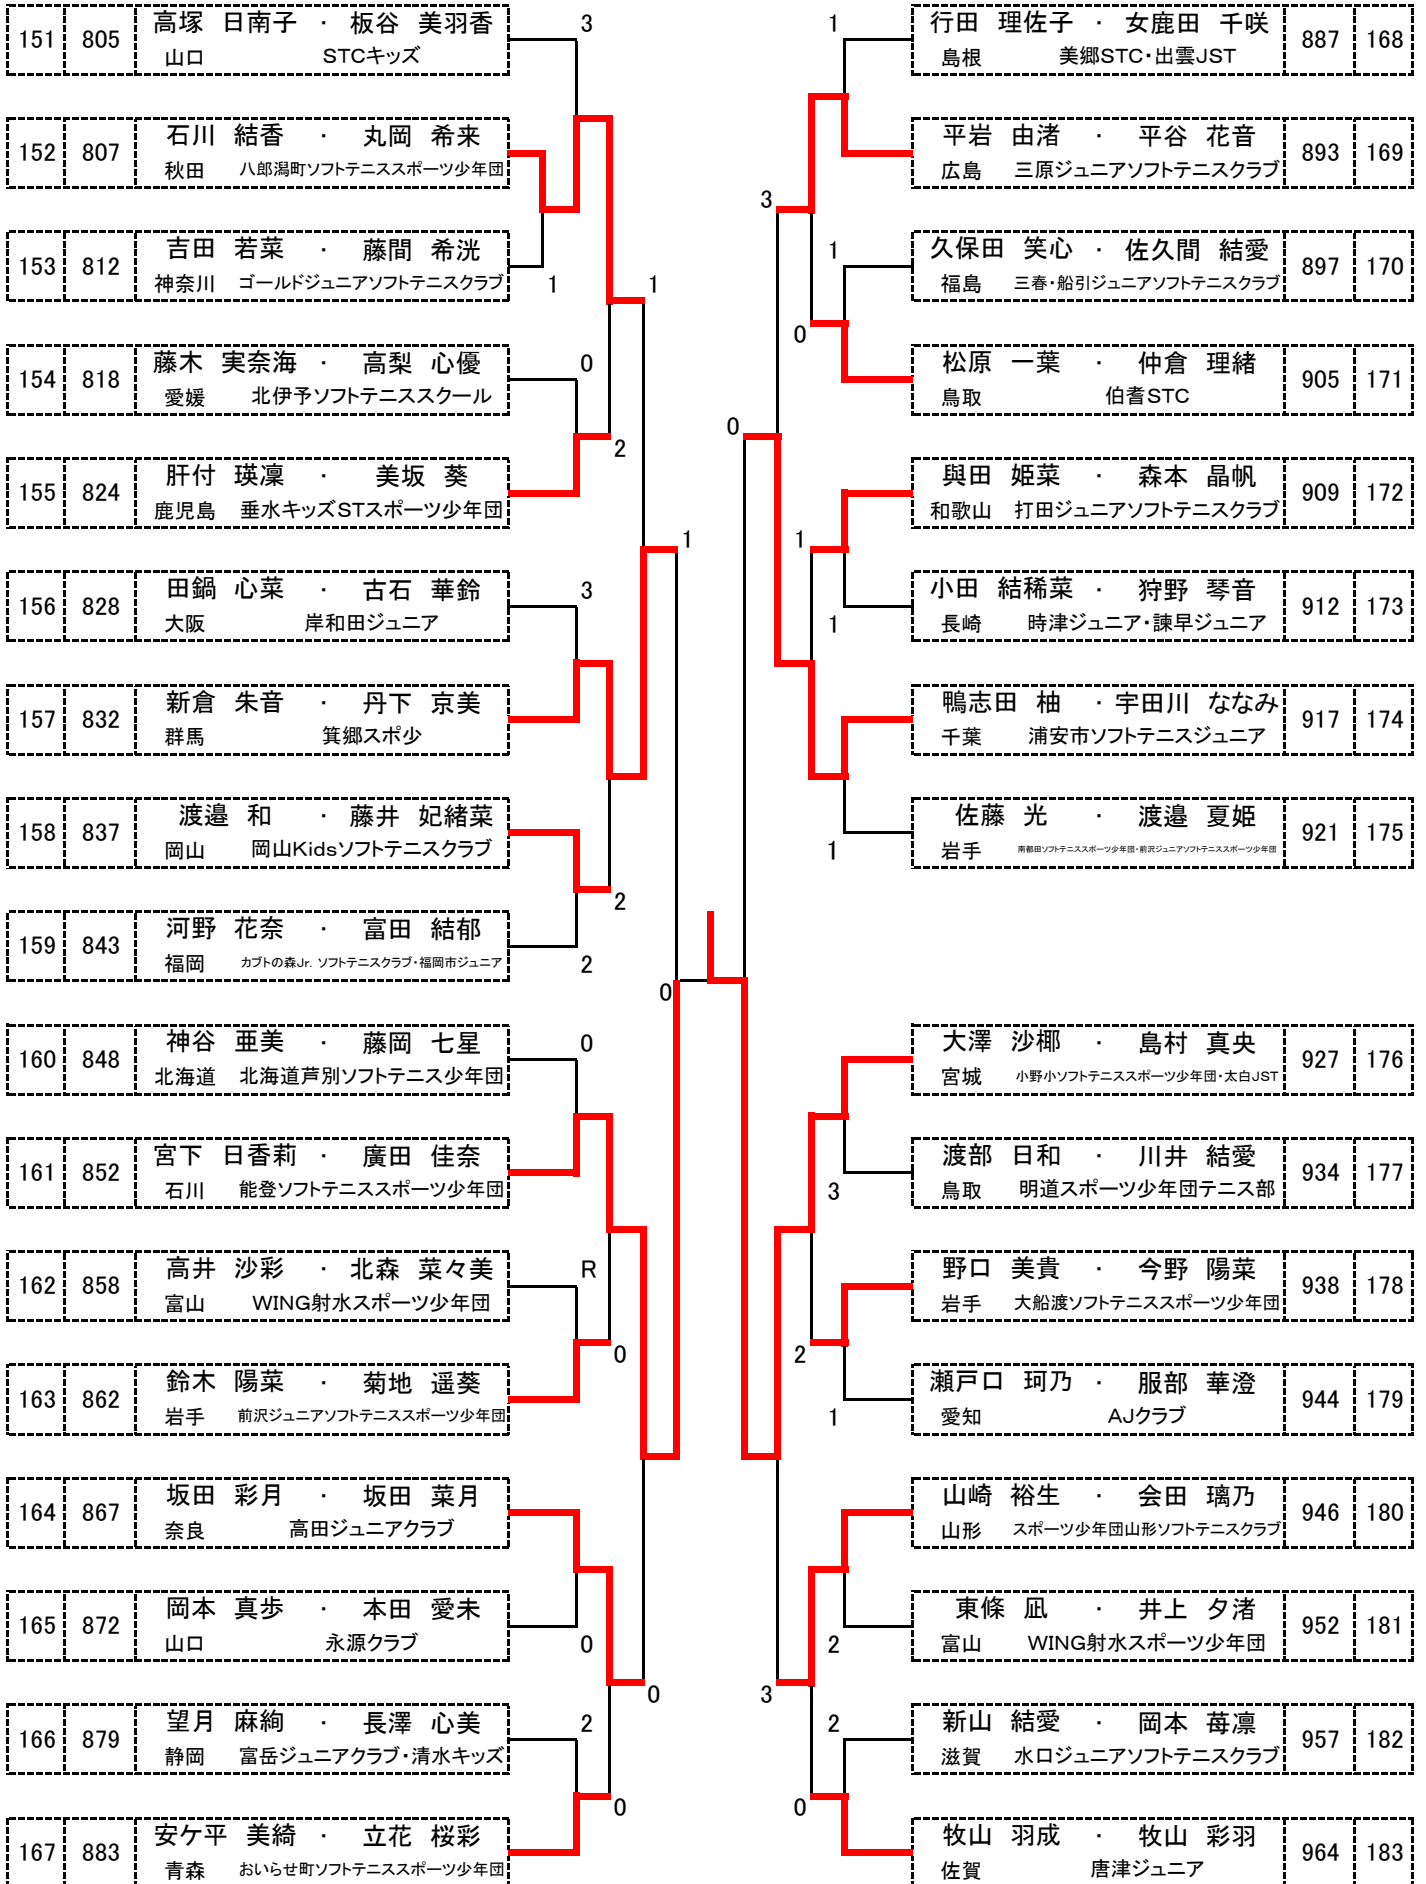 151 805 高塚 日南子 ・ 板谷 美羽香
山口 STCキッズ
3
152 807 石川 結香 ・ 丸岡 希来
秋田 八郎潟町ソフトテニススポーツ少年団
153 812 吉田 若菜 ・ 藤間 希洸
神奈川 ゴールドジュニアソフトテニスクラブ
1
1
154 818 藤木 実奈海 ・ 高梨 心優
愛媛 北伊予ソフトテニススクール
0
2
155 824 肝付 瑛凜 ・ 美坂 葵
鹿児島 垂水キッズSTスポーツ少年団
1
156 828 田鍋 心菜 ・ 古石 華鈴
大阪 岸和田ジュニア
3
157 832 新倉 朱音 ・ 丹下 京美
群馬 箕郷スポ少
158 837 渡邉 和 ・ 藤井 妃緒菜
岡山 岡山Kidsソフトテニスクラブ
2
159 843 河野 花奈 ・ 富田 結郁
福岡 カブトの森Jr. ソフトテニスクラブ・福岡市ジュニア
2
0
160 848 神谷 亜美 ・ 藤岡 七星
北海道 北海道芦別ソフトテニス少年団
0
161 852 宮下 日香莉 ・ 廣田 佳奈
石川 能登ソフトテニススポーツ少年団
162 858 高井 沙彩 ・ 北森 菜々美
富山 WING射水スポーツ少年団
R
0
163 862 鈴木 陽菜 ・ 菊地 遥葵
岩手 前沢ジュニアソフトテニススポーツ少年団
164 867 坂田 彩月 ・ 坂田 菜月
奈良 高田ジュニアクラブ
165 872 岡本 真歩 ・ 本田 愛未
山口 永源クラブ
0
0
166 879 望月 麻絢 ・ 長澤 心美
静岡 富岳ジュニアクラブ・清水キッズ
2
0
167 883 安ケ平 美綺 ・ 立花 桜彩
青森 おいらせ町ソフトテニススポーツ少年団
1
行田 理佐子 ・ 女鹿田 千咲 887 168
島根 美郷STC・出雲JST
平岩 由渚 ・ 平谷 花音 893 169
広島 三原ジュニアソフトテニスクラブ
3
1
久保田 笑心 ・ 佐久間 結愛 897 170
福島 三春・船引ジュニアソフトテニスクラブ
0
松原 一葉 ・ 仲倉 理緒 905 171
鳥取 伯耆STC
0
與田 姫菜 ・ 森本 晶帆 909 172
和歌山 打田ジュニアソフトテニスクラブ
1
小田 結稀菜 ・ 狩野 琴音 912 173
長崎 時津ジュニア・諫早ジュニア
1
鴨志田 柚 ・ 宇田川 ななみ 917 174
千葉 浦安市ソフトテニスジュニア
佐藤 光 ・ 渡邉 夏姫 921 175
岩手 南都田ソフトテニススポーツ少年団・前沢ジュニアソフトテニススポーツ少年団
1
大澤 沙椰 ・ 島村 真央 927 176
宮城 小野小ソフトテニススポーツ少年団・太白JST
渡部 日和 ・ 川井 結愛 934 177
鳥取 明道スポーツ少年団テニス部
3
野口 美貴 ・ 今野 陽菜 938 178
岩手 大船渡ソフトテニススポーツ少年団
2
瀬戸口 珂乃 ・ 服部 華澄 944 179
愛知 AJクラブ
1
山崎 裕生 ・ 会田 璃乃 946 180
山形 スポーツ少年団山形ソフトテニスクラブ
東條 凪 ・ 井上 夕渚 952 181
富山 WING射水スポーツ少年団
2
3
新山 結愛 ・ 岡本 苺凛 957 182
滋賀 水口ジュニアソフトテニスクラブ
2
0
牧山 羽成 ・ 牧山 彩羽 964 183
佐賀 唐津ジュニア